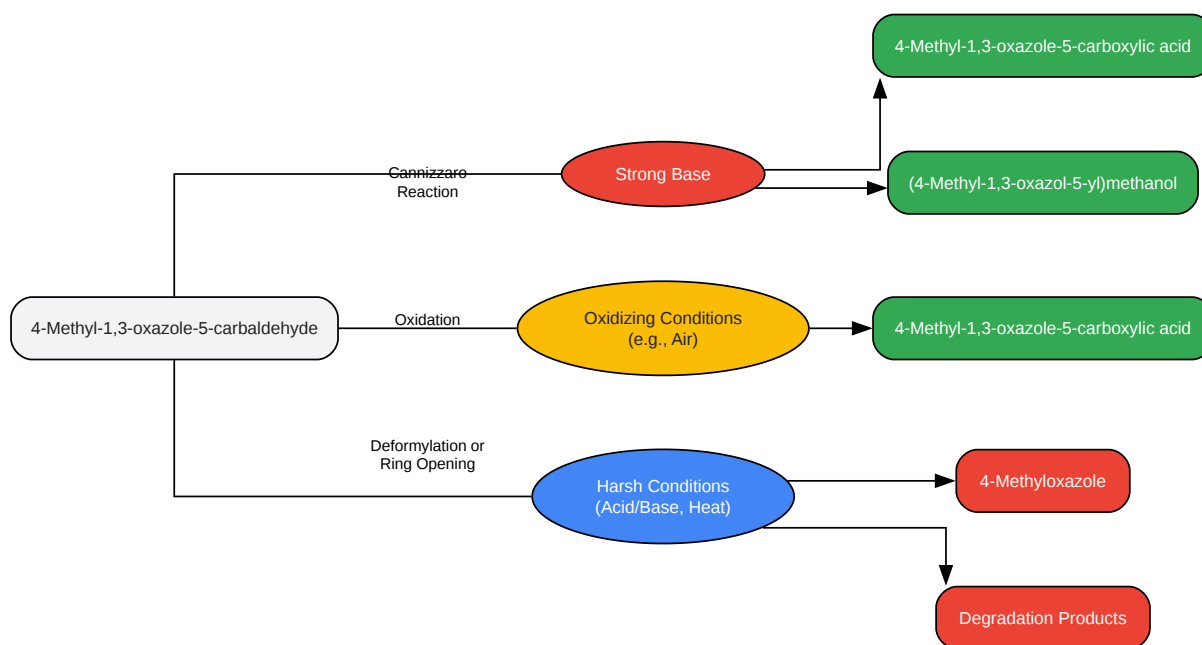 4-Methyl-1,3-oxazole-5-carboxylic acid
Cannizzaro
Reaction
Strong Base
(4-Methyl-1,3-oxazol-5-yl)methanol
4-Methyl-1,3-oxazole-5-carbaldehyde
Oxidation
Oxidizing Conditions
(e.g., Air)
4-Methyl-1,3-oxazole-5-carboxylic acid
Deformylation or
Ring Opening
Harsh Conditions
(Acid/Base, Heat)
4-Methyloxazole
Degradation Products